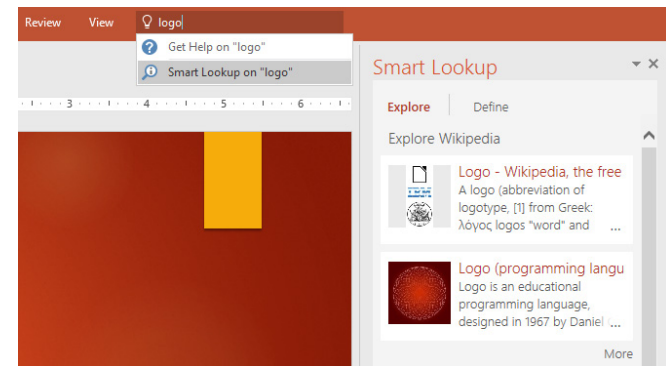 Review View logo
Get Help on "logo"
Smart Lookup on "logo"
3 4 5 6
Smart Lookup
Explore Define
Explore Wikipedia
Logo - Wikipedia, the free
A logo (abbreviation of
logotype, [1] from Greek:
λόγος logos "word" and ...
Logo (programming langu
Logo is an educational
programming language,
designed in 1967 by Daniel ...
More